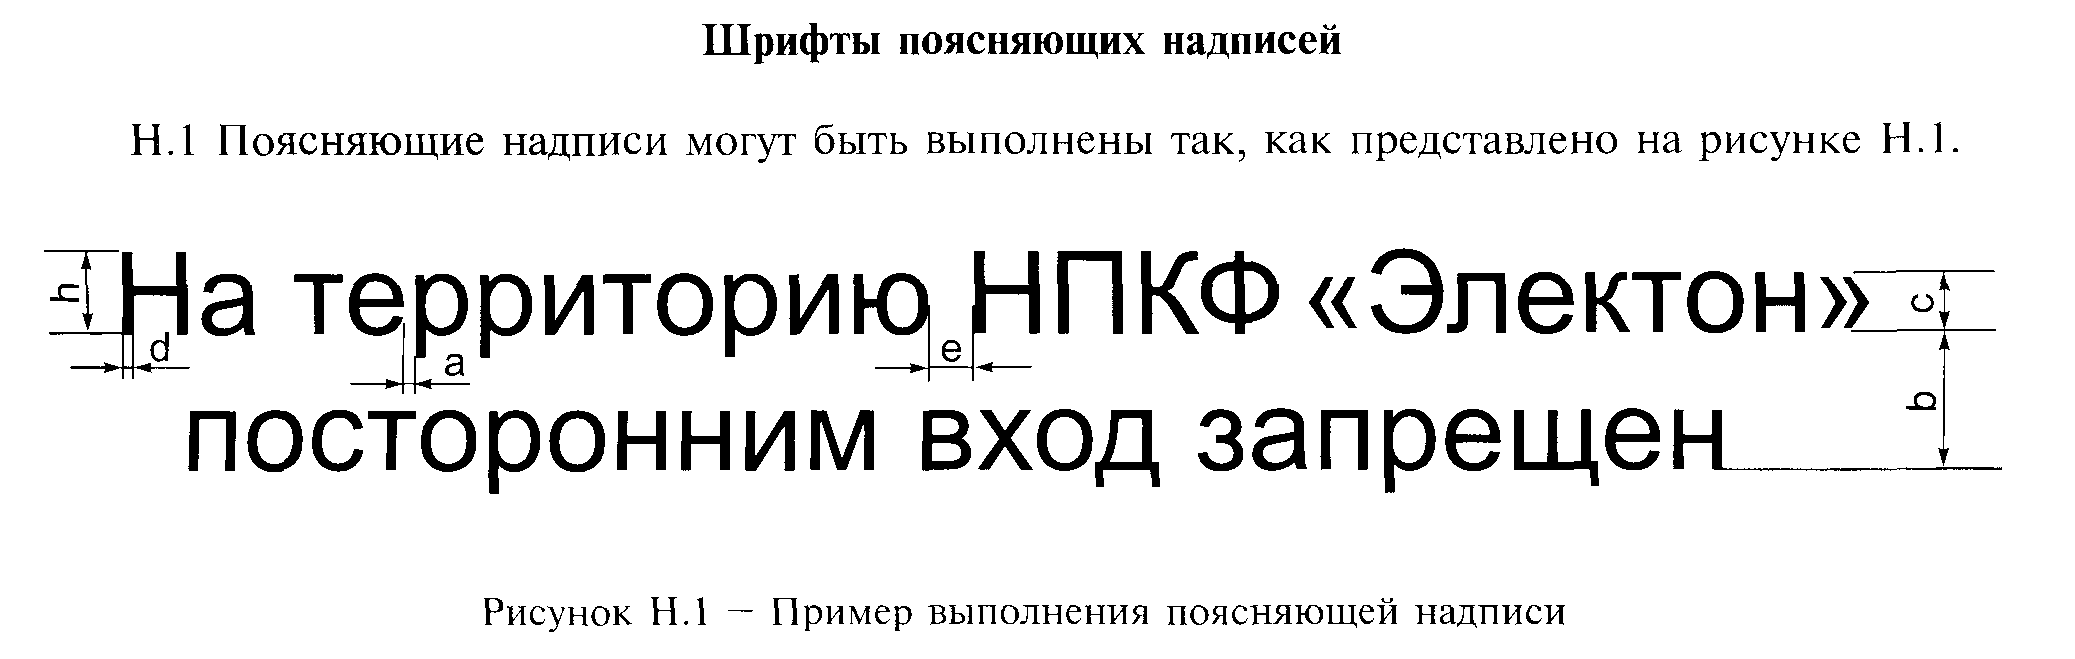 Шрифты поясняющих надписей
Н.1 Поясняющие надписи могут быть выполнены так, как представлено на рисунке Н.1.
h
На территорию НПКФ «Электон»
c
d
a
e
b
посторонним вход запрещен
Рисунок Н.1 – Пример выполнения поясняющей надписи